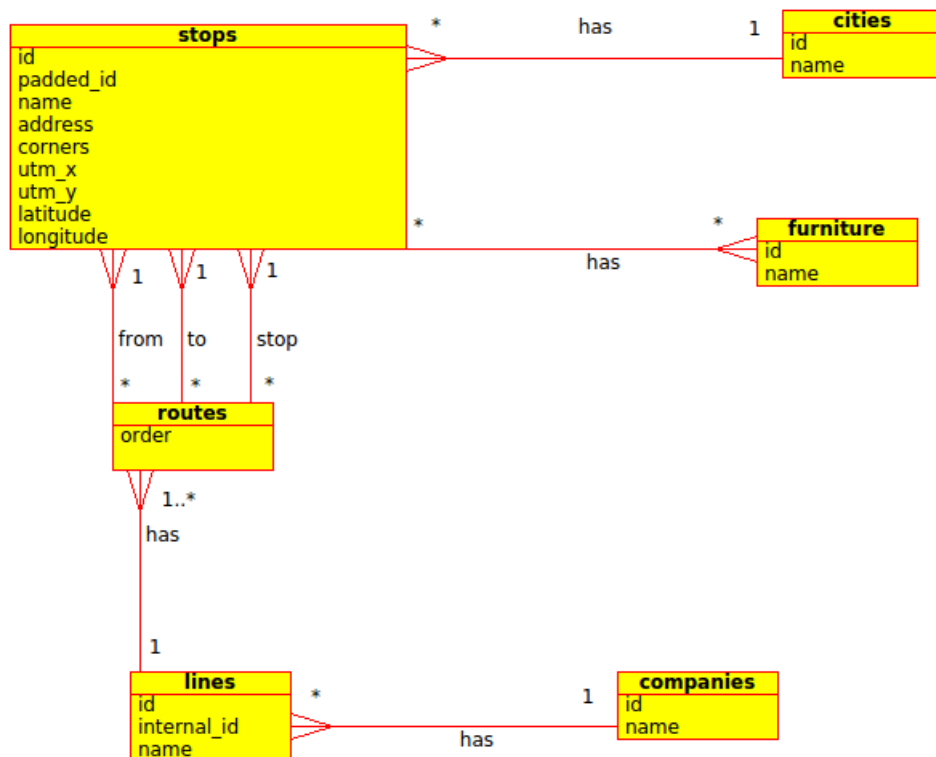 stops
id
padded_id
name
address
corners
utm_x
utm_y
latitude
longitude
* has 1
cities
id
name
* *
has
furniture
id
name
1 1 1
from to stop
* * *
routes
order
1..*
has
1
lines
id
internal_id
name
* 1
has
companies
id
name